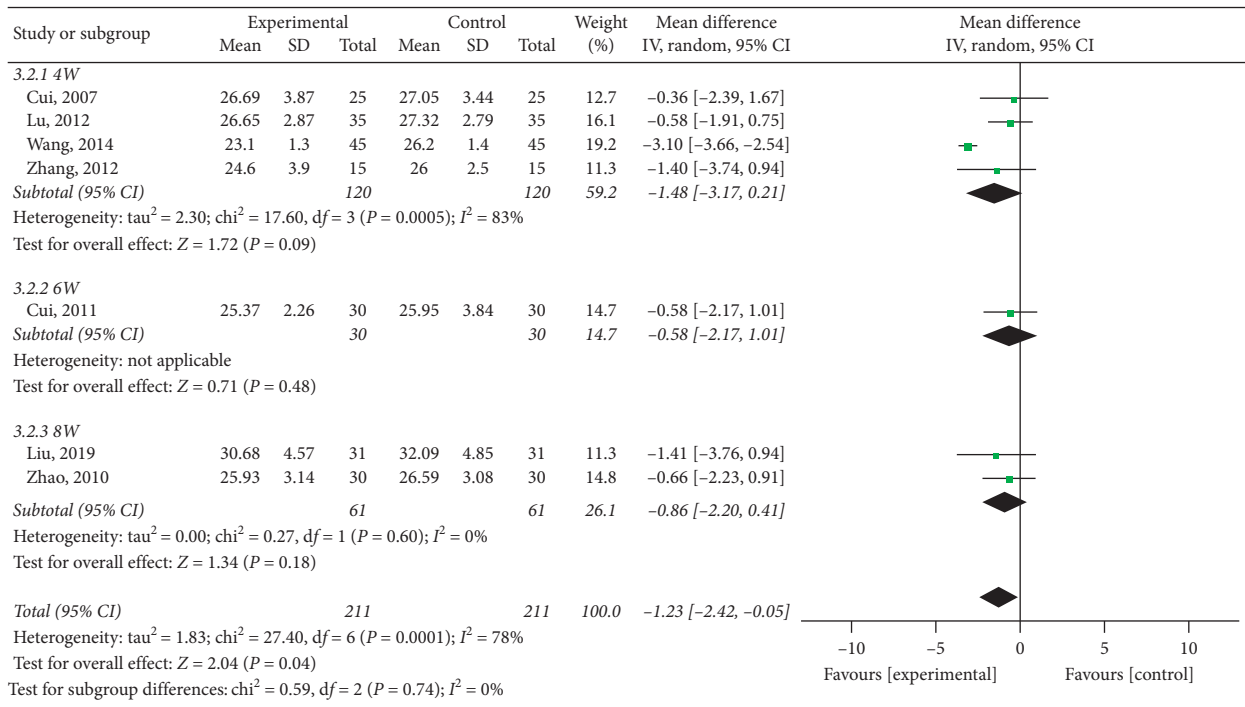 Study or subgroup Experimental Control Weight Mean difference Mean difference
Mean SD Total Mean SD Total (%) IV, random, 95% CI IV, random, 95% CI
3.2.1 4W
Cui, 2007 26.69 3.87 25 27.05 3.44 25 12.7 –0.36 [–2.39, 1.67]
Lu, 2012 26.65 2.87 35 27.32 2.79 35 16.1 –0.58 [–1.91, 0.75]
Wang, 2014 23.1 1.3 45 26.2 1.4 45 19.2 –3.10 [–3.66, –2.54]
Zhang, 2012 24.6 3.9 15 26 2.5 15 11.3 –1.40 [–3.74, 0.94]
Subtotal (95% CI) 120 120 59.2 –1.48 [–3.17, 0.21]
Heterogeneity: tau² = 2.30; chi² = 17.60, df = 3 (P = 0.0005); I² = 83%
Test for overall effect: Z = 1.72 (P = 0.09)
3.2.2 6W
Cui, 2011 25.37 2.26 30 25.95 3.84 30 14.7 –0.58 [–2.17, 1.01]
Subtotal (95% CI) 30 30 14.7 –0.58 [–2.17, 1.01]
Heterogeneity: not applicable
Test for overall effect: Z = 0.71 (P = 0.48)
3.2.3 8W
Liu, 2019 30.68 4.57 31 32.09 4.85 31 11.3 –1.41 [–3.76, 0.94]
Zhao, 2010 25.93 3.14 30 26.59 3.08 30 14.8 –0.66 [–2.23, 0.91]
Subtotal (95% CI) 61 61 26.1 –0.86 [–2.20, 0.41]
Heterogeneity: tau² = 0.00; chi² = 0.27, df = 1 (P = 0.60); I² = 0%
Test for overall effect: Z = 1.34 (P = 0.18)
Total (95% CI) 211 211 100.0 –1.23 [–2.42, –0.05]
Heterogeneity: tau² = 1.83; chi² = 27.40, df = 6 (P = 0.0001); I² = 78%
Test for overall effect: Z = 2.04 (P = 0.04)
Test for subgroup differences: chi² = 0.59, df = 2 (P = 0.74); I² = 0%
–10 –5 0 5 10
Favours [experimental] Favours [control]